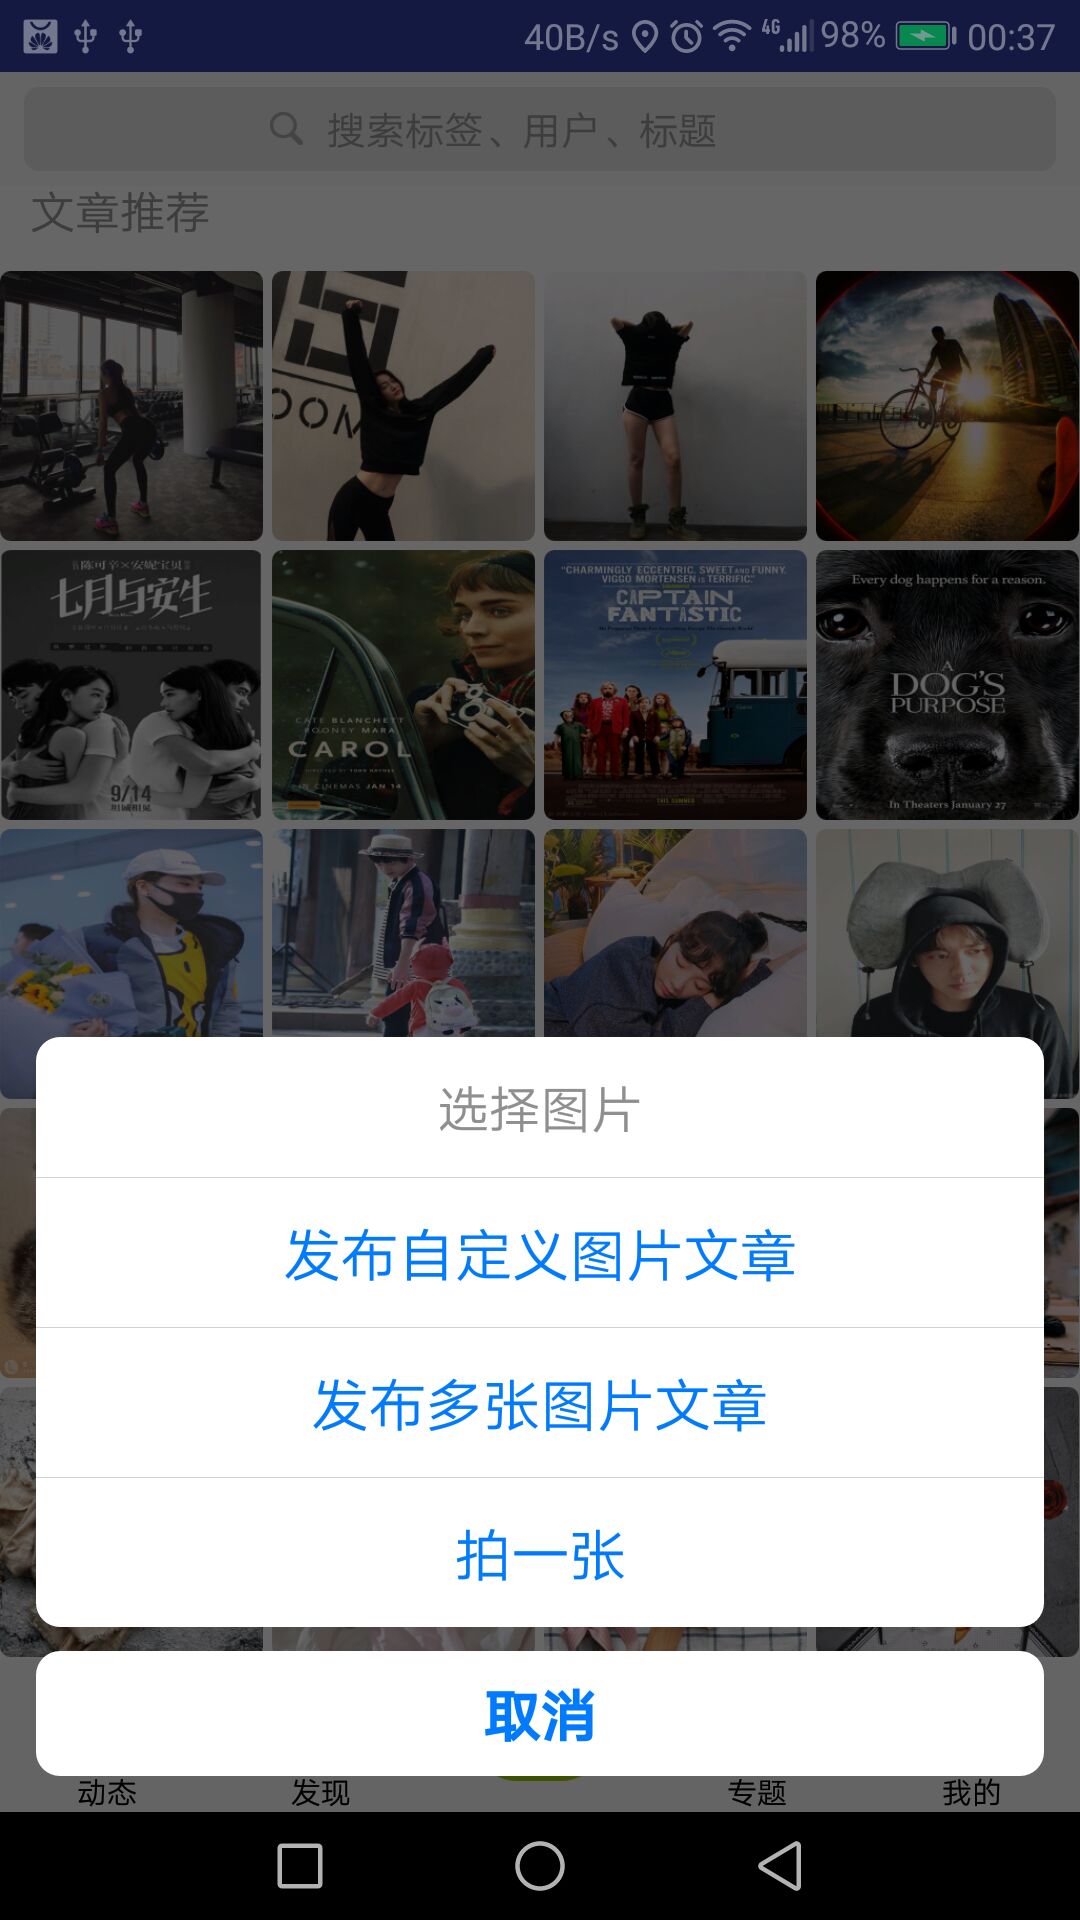 40B/s 4G 98% 00:37
搜索标签、用户、标题
文章推荐
OOM
陈可辛×安妮宝贝
七月与安生
9/14
CATE BLANCHETT
ROONEY MARA
CAROL
IN CINEMAS JAN 14
"CHARMINGLY ECCENTRIC, SWEET AND FUNNY.
VIGGO MORTENSEN IS TERRIFIC."
CAPTAIN
FANTASTIC
THIS SUMMER
Every dog happens for a reason.
A
DOG'S
PURPOSE
In Theaters January 27
选择图片
发布自定义图片文章
发布多张图片文章
拍一张
取消
动态 发现 专题 我的